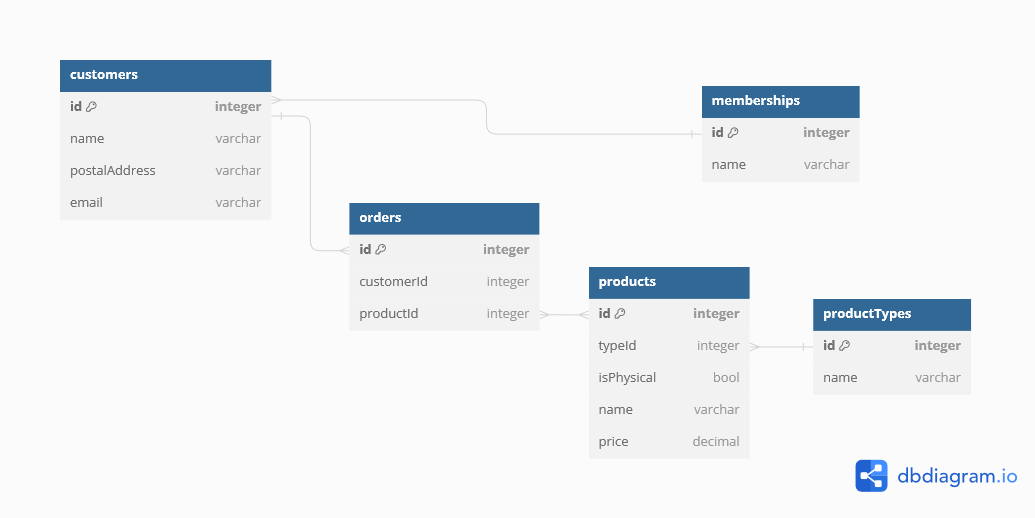 customers
id integer
name varchar
postalAddress varchar
email varchar
memberships
id integer
name varchar
orders
id integer
customerId integer
productId integer
products
id integer
typeId integer
isPhysical bool
name varchar
price decimal
productTypes
id integer
name varchar
dbdiagram.io